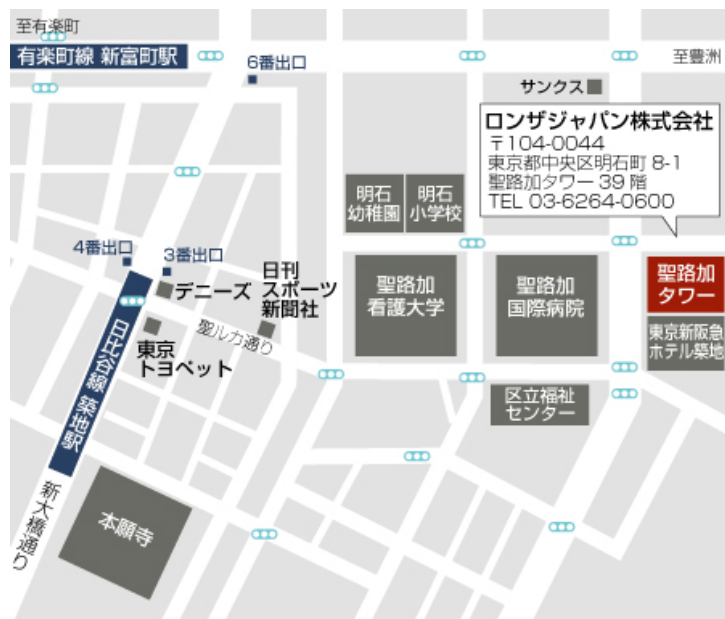 至有楽町
有楽町線 新富町駅
6番出口
至豊洲
サンクス
ロンザジャパン株式会社
〒104-0044
東京都中央区明石町 8-1
聖路加タワー 39 階
TEL 03-6264-0600
明石
幼稚園
明石
小学校
4番出口
3番出口
デニーズ
日刊
スポーツ
新聞社
聖路加
看護大学
聖路加
国際病院
聖路加
タワー
東京新阪急
ホテル築地
東京
トヨペット
聖ルカ通り
日比谷線 築地駅
区立福祉
センター
新大橋通り
本願寺